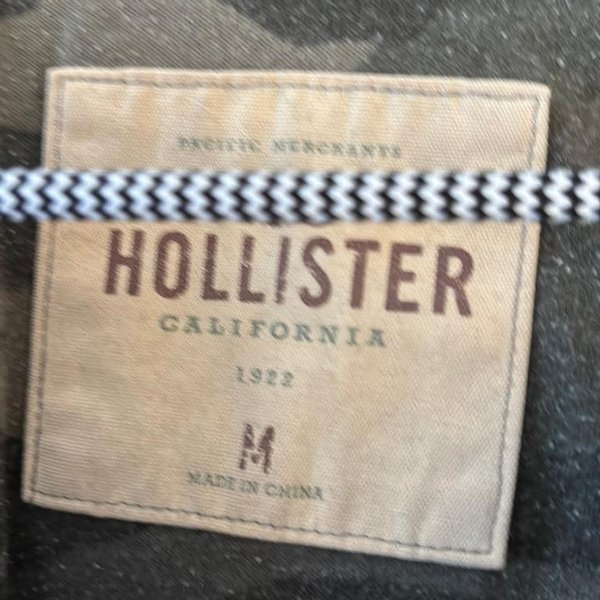 PACIFIC MERCHANTS
HOLLISTER
CALIFORNIA
1922
M
MADE IN CHINA